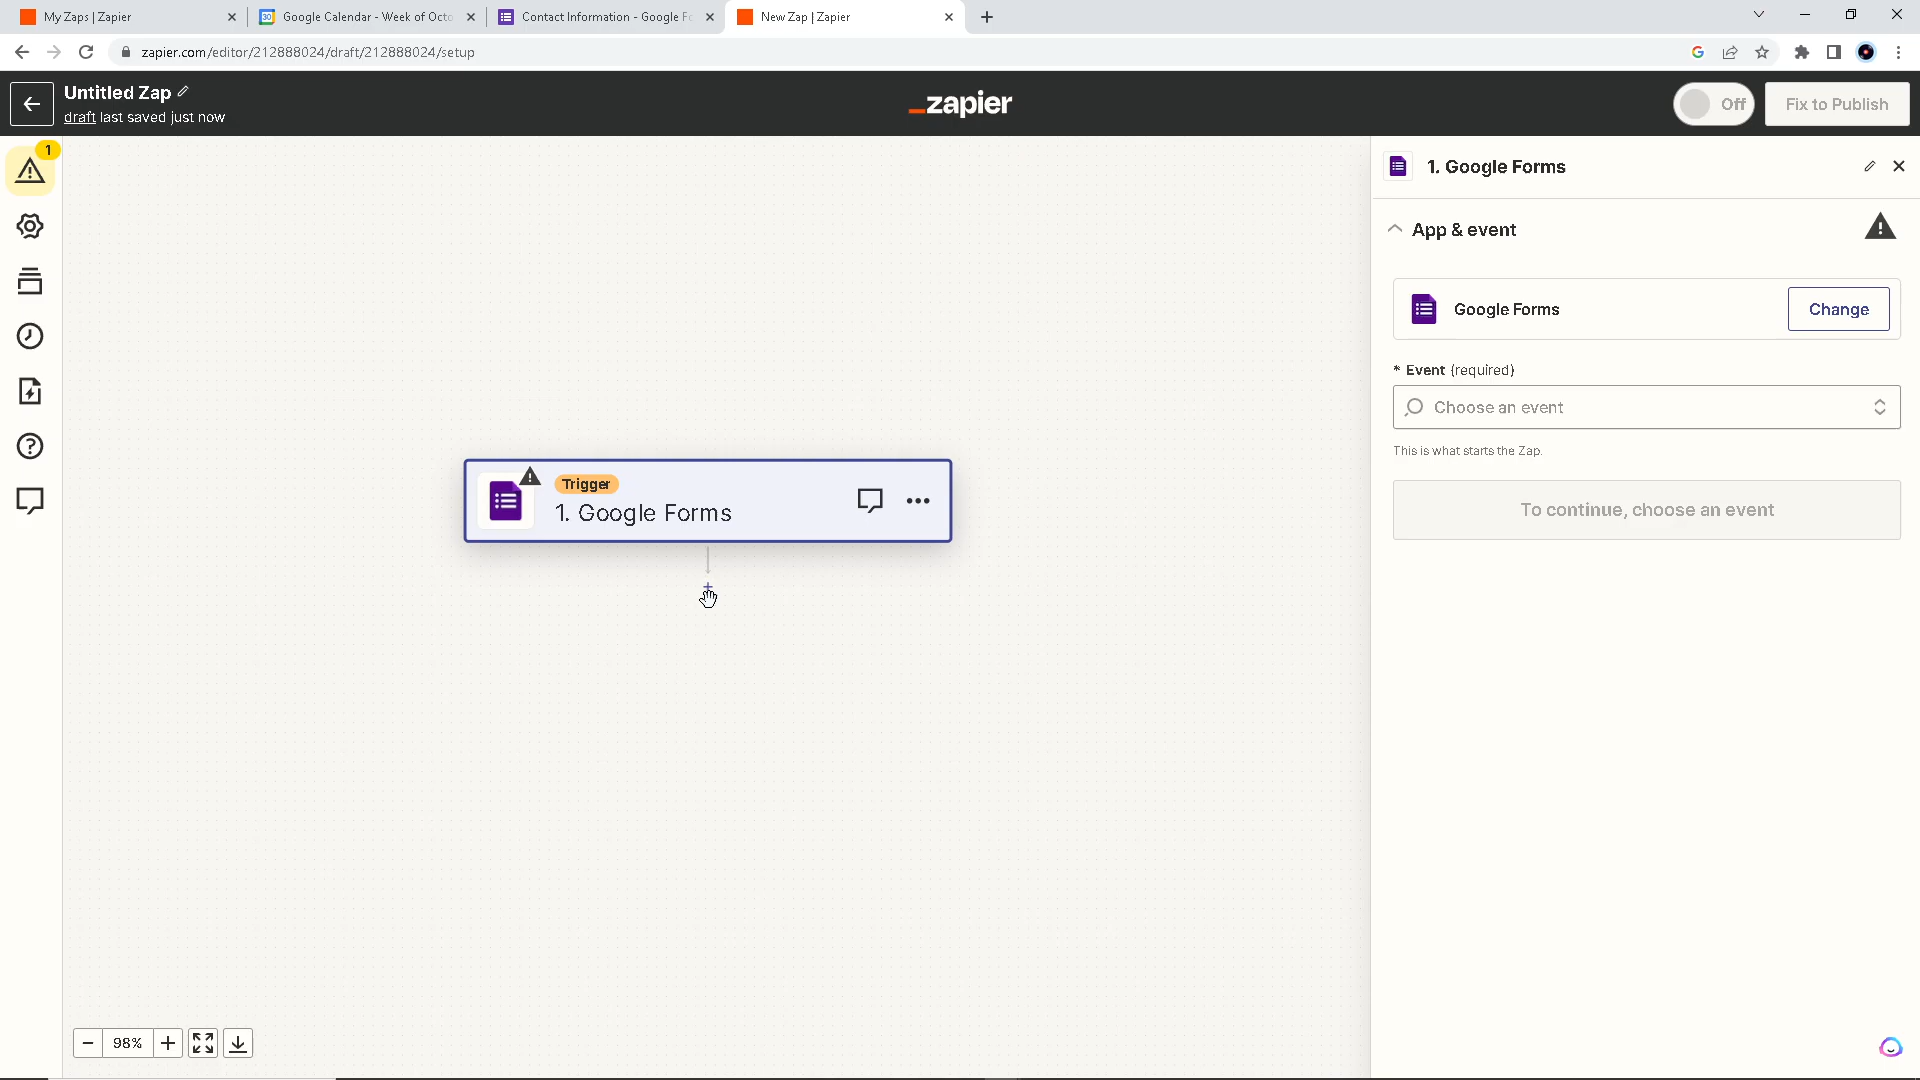 My Zaps | Zapier
Google Calendar - Week of Octo
Contact Information - Google Fo
New Zap | Zapier
zapier.com/editor/212888024/draft/212888024/setup
Untitled Zap
draft last saved just now
_zapier
Off
Fix to Publish
1
1. Google Forms
App & event
Google Forms
Change
* Event (required)
Choose an event
This is what starts the Zap.
To continue, choose an event
Trigger
1. Google Forms
98%